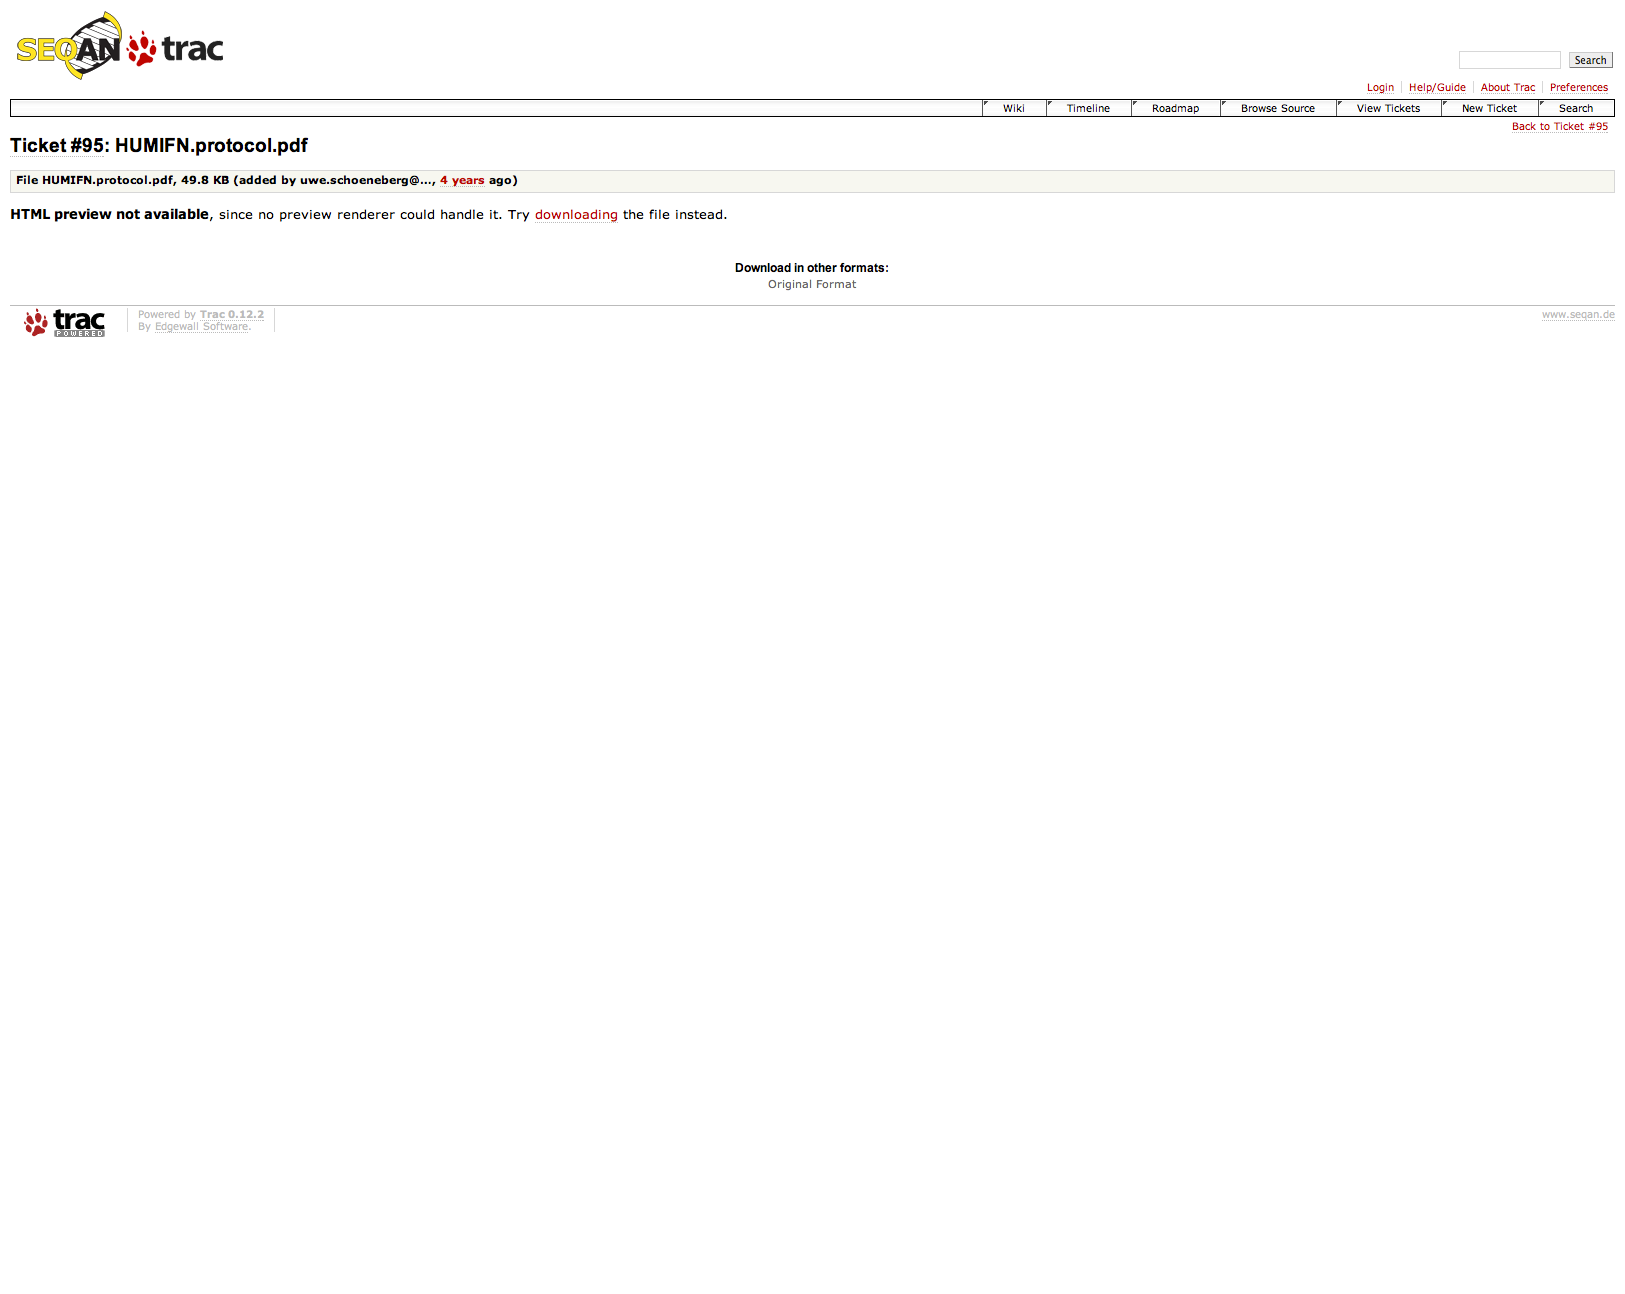 SEQAN trac
Search
Login Help/Guide About Trac Preferences
Wiki Timeline Roadmap Browse Source View Tickets New Ticket Search
Back to Ticket #95
Ticket #95: HUMIFN.protocol.pdf
File HUMIFN.protocol.pdf, 49.8 KB (added by uwe.schoeneberg@…, 4 years ago)
HTML preview not available, since no preview renderer could handle it. Try downloading the file instead.
Download in other formats:
Original Format
trac POWERED
Powered by Trac 0.12.2
By Edgewall Software.
www.seqan.de